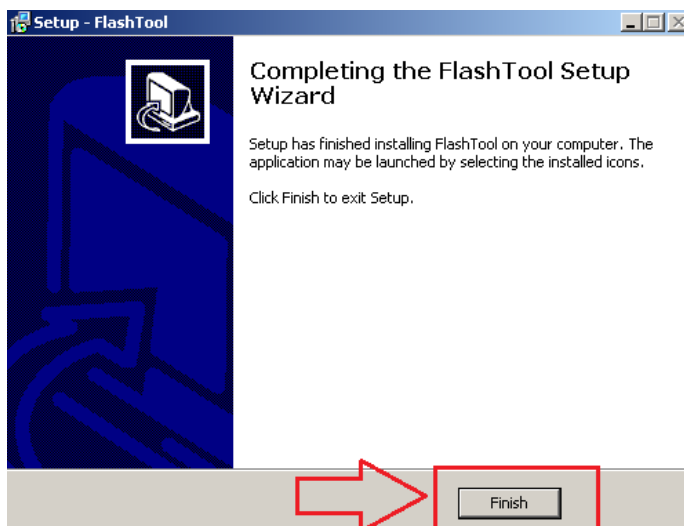 Setup - FlashTool
Completing the FlashTool Setup
Wizard
Setup has finished installing FlashTool on your computer. The
application may be launched by selecting the installed icons.
Click Finish to exit Setup.
Finish